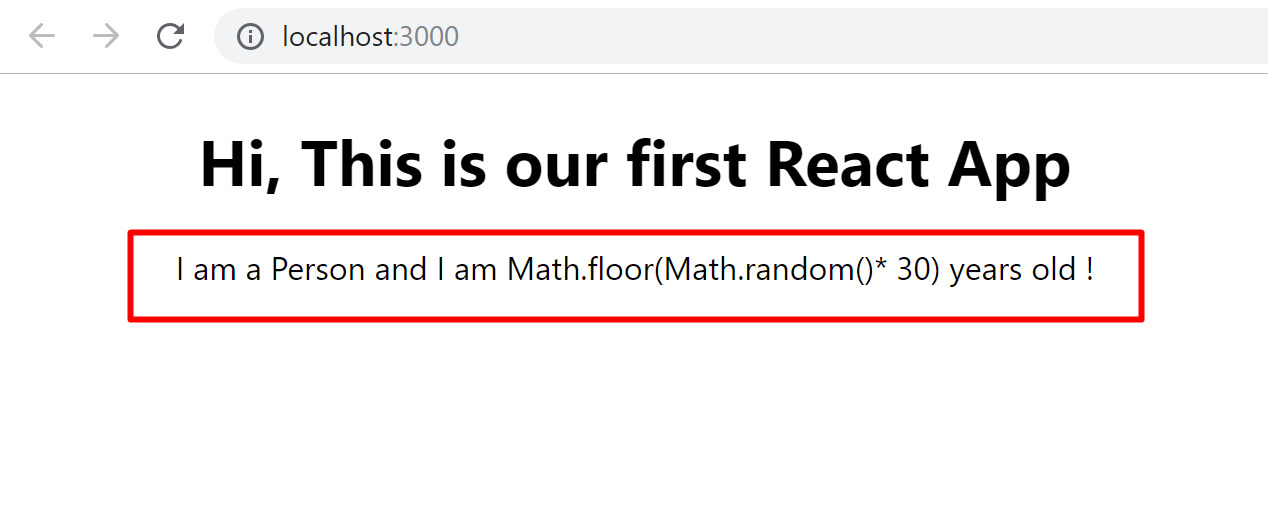 localhost:3000
Hi, This is our first React App
I am a Person and I am Math.floor(Math.random()* 30) years old !